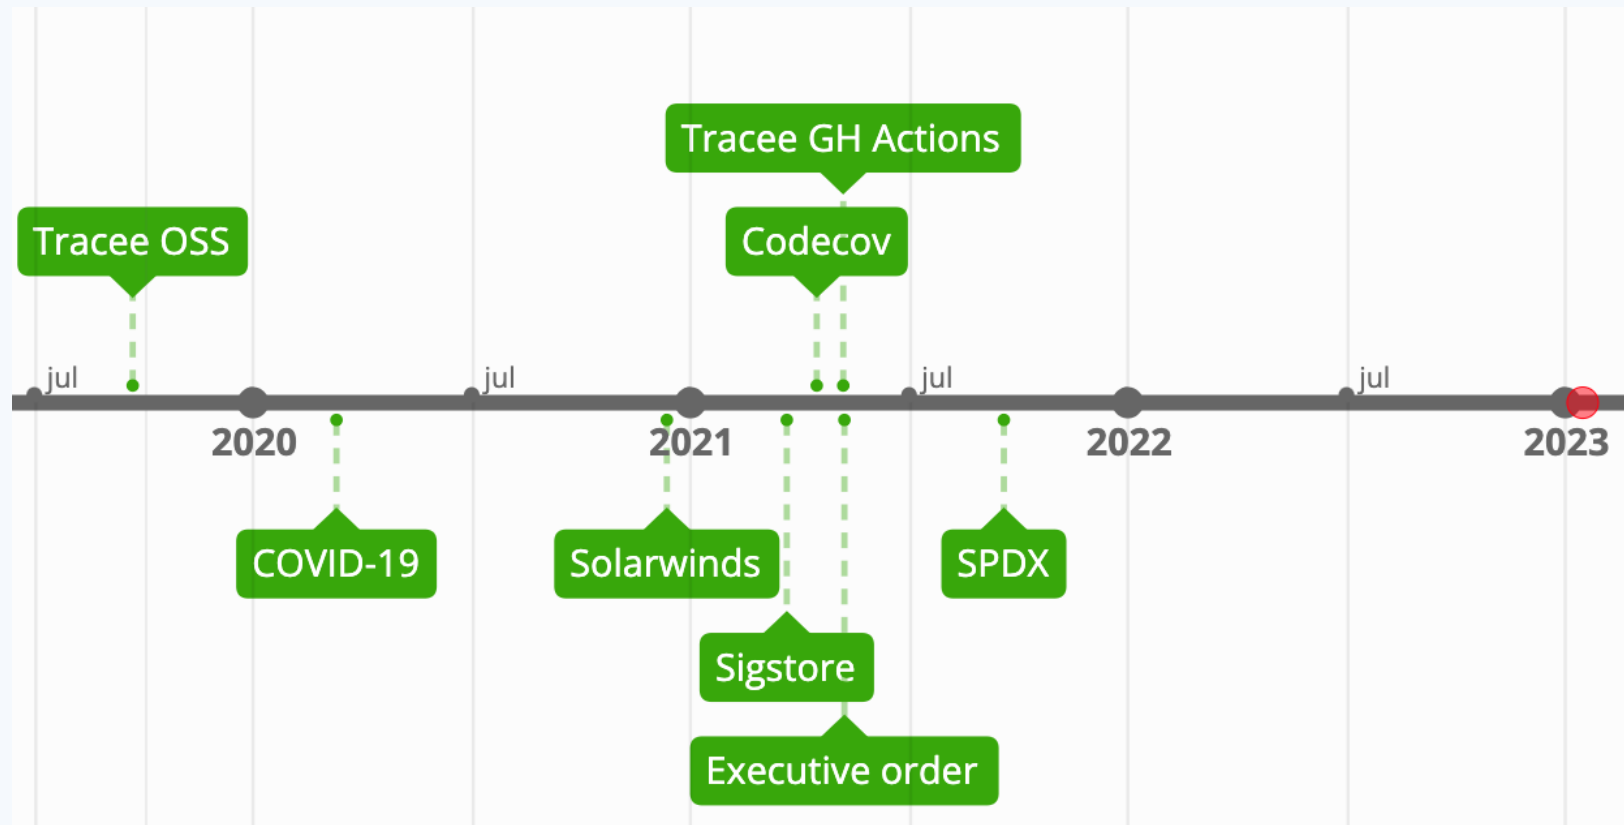 Tracee GH Actions
Tracee OSS
Codecov
jul
jul
jul
jul
2020
2021
2022
2023
COVID-19
Solarwinds
SPDX
Sigstore
Executive order